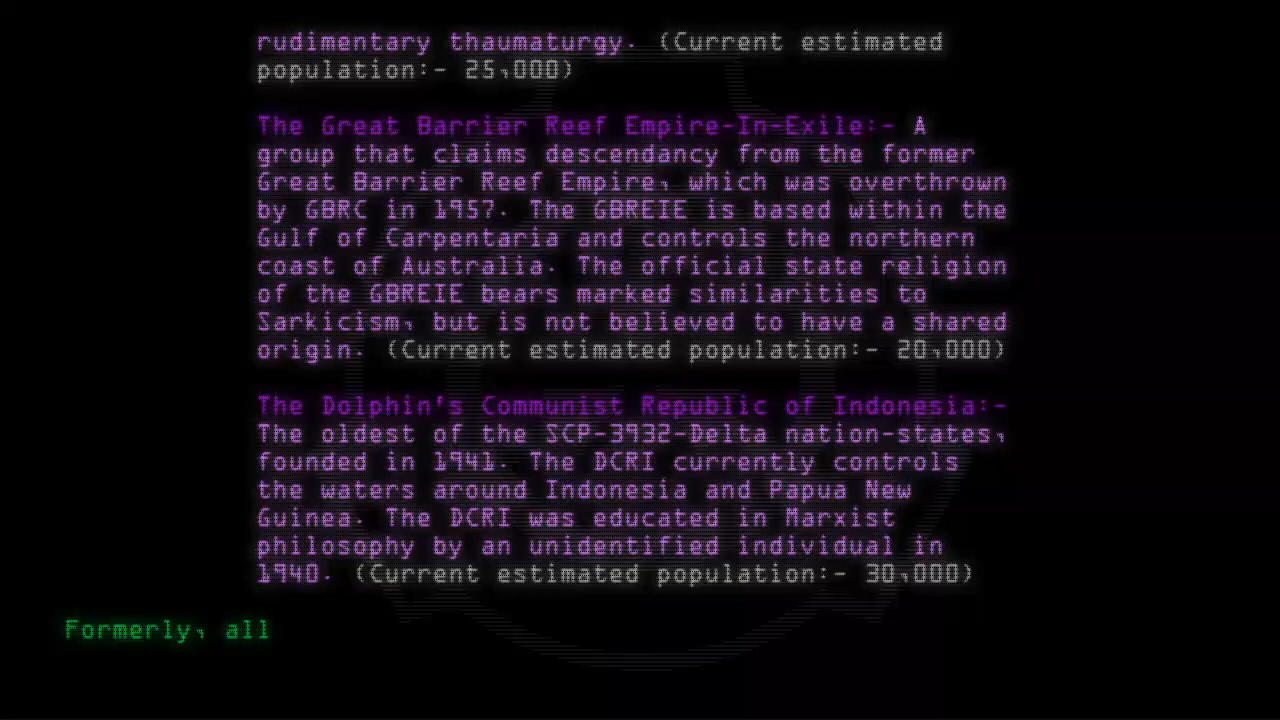 rudimentary thaumaturgy. (Current estimated
population:- 25,000)
The Great Barrier Reef Empire-In-Exile:- A
group that claims descendancy from the former
Great Barrier Reef Empire, which was overthrown
by GBRC in 1957. The GBREIE is based within the
Gulf of Carpentaria and controls the northern
coast of Australia. The official state religion
of the GBREIE bears marked similarities to
Sarkicism, but is not believed to have a shared
origin. (Current estimated population:- 20,000)
The Dolphin's Communist Republic of Indonesia:-
The oldest of the SCP-3932-Delta nation-states,
founded in 1941. The DCRI currently controls
the waters around Indonesia and Papua New
Guinea. The DCRI was educated in Marxist
philosophy by an unidentified individual in
1940. (Current estimated population:- 30,000)
Formerly, all